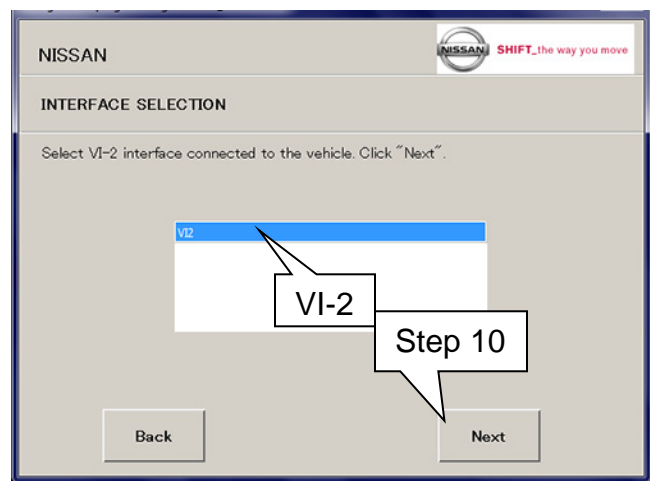 NISSAN
NISSAN SHIFT_the way you move
INTERFACE SELECTION
Select VI-2 interface connected to the vehicle. Click "Next".
VI2
VI-2
Step 10
Back
Next